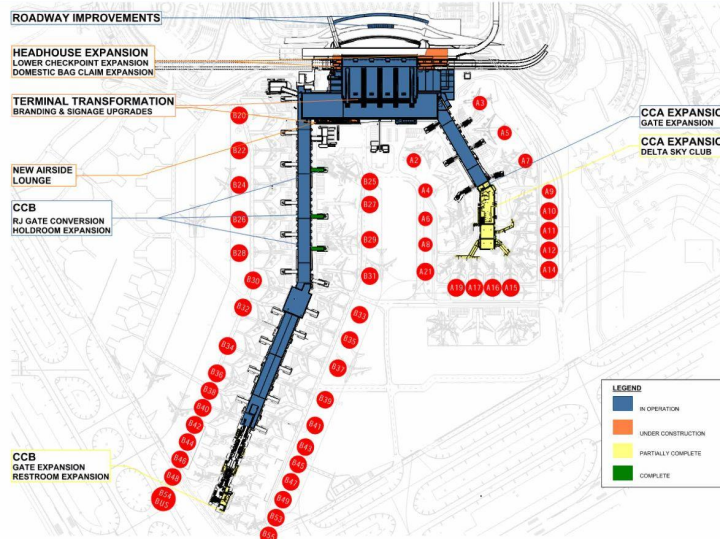 ROADWAY IMPROVEMENTS
HEADHOUSE EXPANSION
LOWER CHECKPOINT EXPANSION
DOMESTIC BAG CLAIM EXPANSION
TERMINAL TRANSFORMATION
BRANDING & SIGNAGE UPGRADES
NEW AIRSIDE
LOUNGE
CCB
RJ GATE CONVERSION
HOLDROOM EXPANSION
CCB
GATE EXPANSION
RESTROOM EXPANSION
CCA EXPANSIO
GATE EXPANSION
CCA EXPANSIO
DELTA SKY CLUB
B20
B22
B24
B26
B28
B30
B32
B34
B36
B38
B40
B42
B44
B46
B48
B54
BUS
B25
B27
B29
B31
B33
B35
B37
B39
B41
B43
B45
B47
B49
B53
B55
A2
A4
A6
A8
A21
A3
A5
A7
A9
A10
A11
A12
A14
A19
A17
A16
A15
LEGEND
IN OPERATION
UNDER CONSTRUCTION
PARTIALLY COMPLETE
COMPLETE